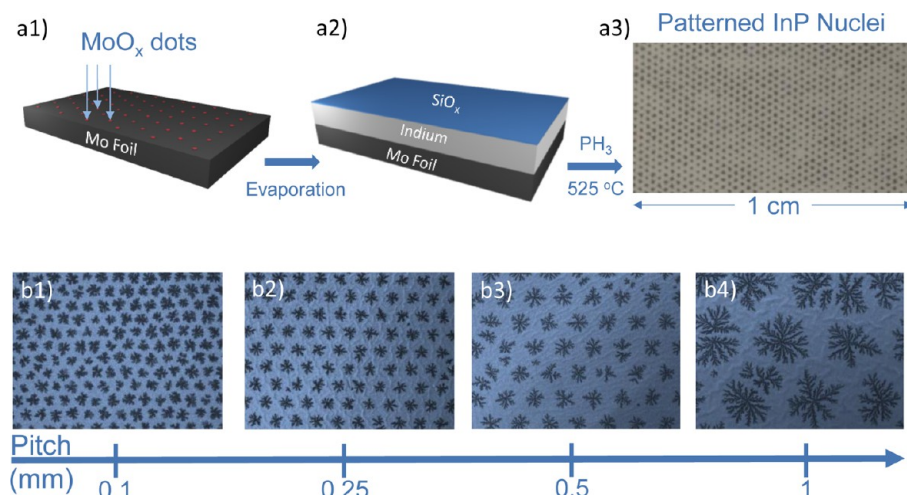 a1)
MoOx dots
Mo Foil
Evaporation
a2)
SiOx
Indium
Mo Foil
PH3
525 °C
a3)
Patterned InP Nuclei
1 cm
b1)
b2)
b3)
b4)
Pitch
(mm)
0.1
0.25
0.5
1